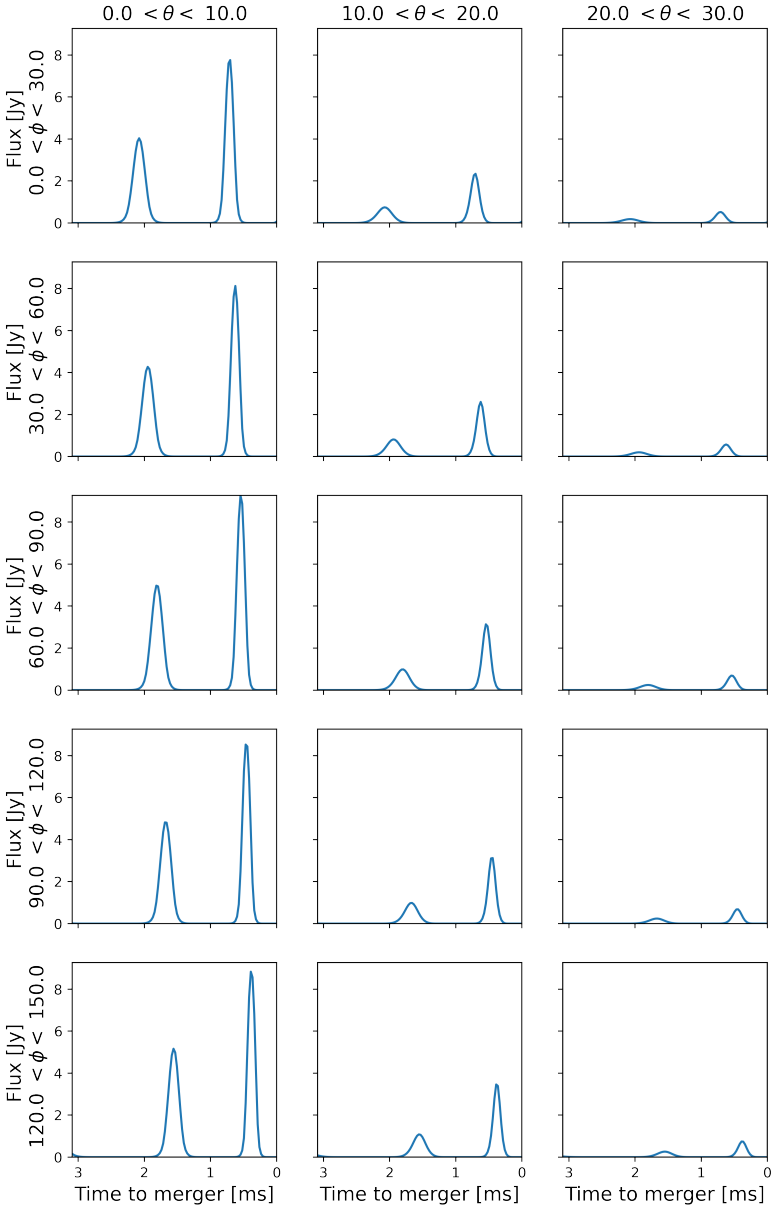 0.0 < θ < 10.0
10.0 < θ < 20.0
20.0 < θ < 30.0
Flux [Jy]
0.0 < ϕ < 30.0
8
6
4
2
0
Flux [Jy]
30.0 < ϕ < 60.0
8
6
4
2
0
Flux [Jy]
60.0 < ϕ < 90.0
8
6
4
2
0
Flux [Jy]
90.0 < ϕ < 120.0
8
6
4
2
0
Flux [Jy]
120.0 < ϕ < 150.0
8
6
4
2
0
3 2 1 0
3 2 1 0
3 2 1 0
Time to merger [ms]
Time to merger [ms]
Time to merger [ms]